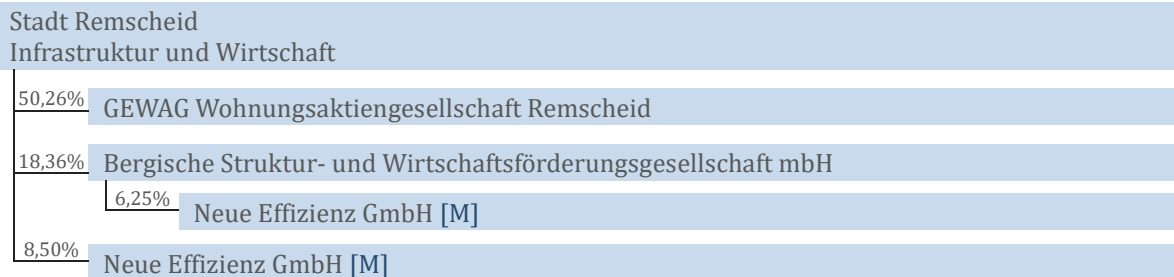 Stadt Remscheid
Infrastruktur und Wirtschaft
50,26%
GEWAG Wohnungsaktiengesellschaft Remscheid
18,36%
Bergische Struktur- und Wirtschaftsförderungsgesellschaft mbH
6,25%
Neue Effizienz GmbH [M]
8,50%
Neue Effizienz GmbH [M]